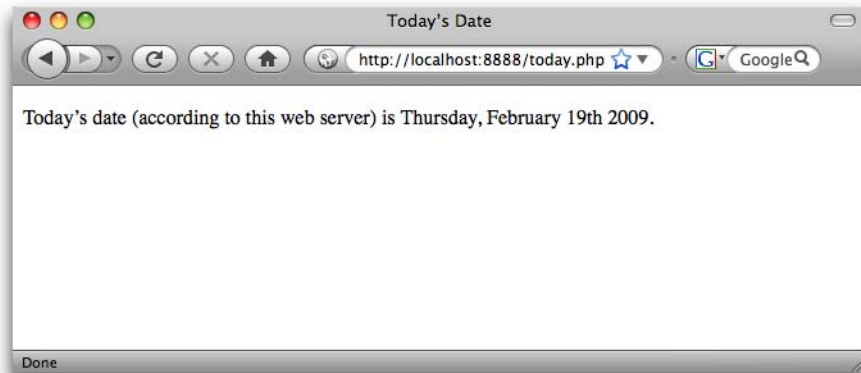 Today's Date
http://localhost:8888/today.php
G Google
Today's date (according to this web server) is Thursday, February 19th 2009.
Done